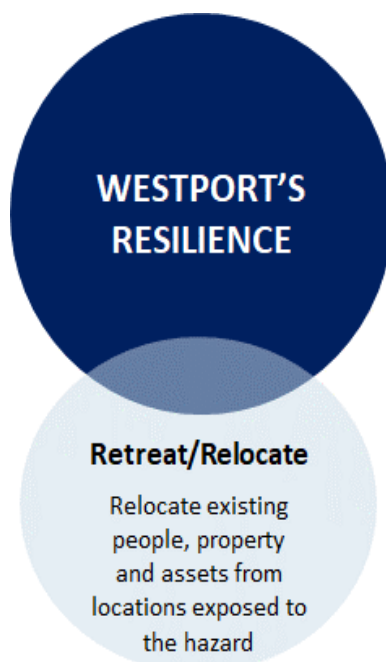 WESTPORT'S
RESILIENCE
Retreat/Relocate
Relocate existing
people, property
and assets from
locations exposed to
the hazard